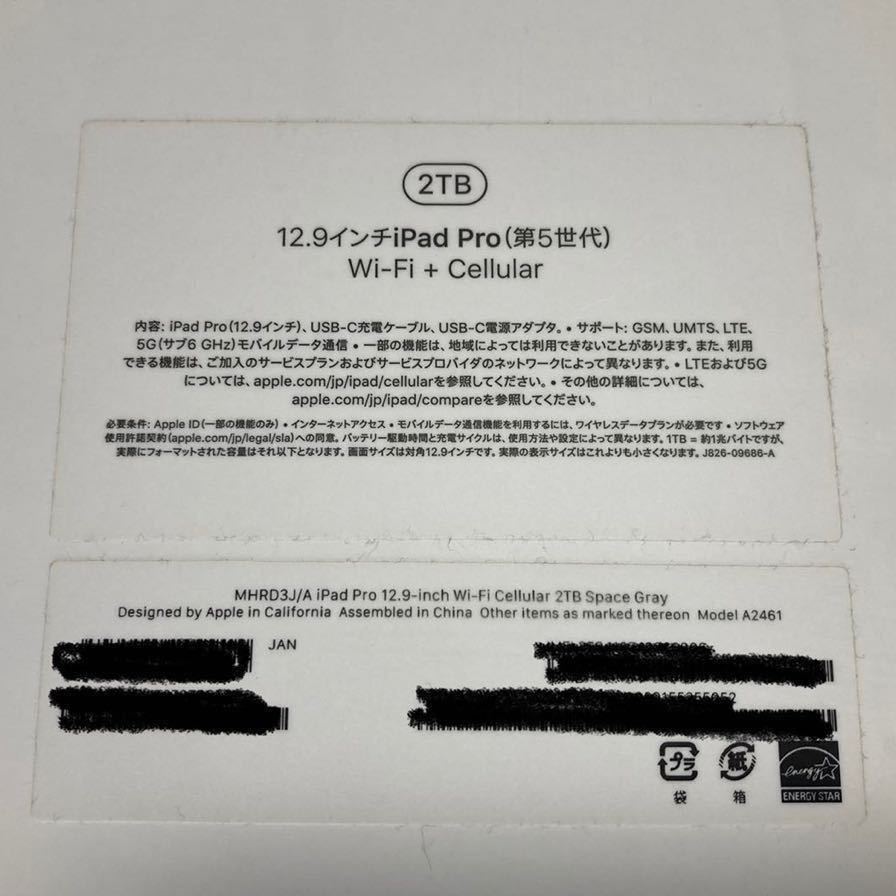 2TB
12.9インチiPad Pro(第5世代)
Wi-Fi + Cellular
内容: iPad Pro(12.9インチ)、USB-C充電ケーブル、USB-C電源アダプタ。• サポート: GSM、UMTS、LTE、
5G(サブ6 GHz)モバイルデータ通信 • 一部の機能は、地域によっては利用できないことがあります。また、利用
できる機能は、ご加入のサービスプランおよびサービスプロバイダのネットワークによって異なります。• LTEおよび5G
については、apple.com/jp/ipad/cellularを参照してください。• その他の詳細については、
apple.com/jp/ipad/compareを参照してください。
必要条件: Apple ID(一部の機能のみ) • インターネットアクセス • モバイルデータ通信機能を利用するには、ワイヤレスデータプランが必要です • ソフトウェア
使用許諾契約(apple.com/jp/legal/sla)への同意。バッテリー駆動時間と充電サイクルは、使用方法や設定によって異なります。1TB = 約1兆バイトですが、
実際にフォーマットされた容量はそれ以下となります。画面サイズは対角12.9インチです。実際の表示サイズはこれよりも小さくなります。J826-09686-A
MHRD3J/A iPad Pro 12.9-inch Wi-Fi Cellular 2TB Space Gray
Designed by Apple in California Assembled in China Other items as marked thereon Model A2461
JAN
プラ
袋
紙
箱
energy
ENERGY STAR